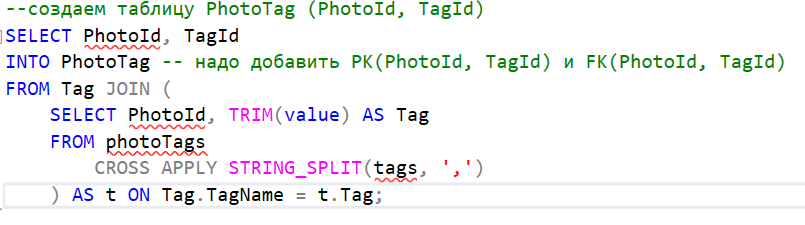 --создаем таблицу PhotoTag (PhotoId, TagId)
SELECT PhotoId, TagId
INTO PhotoTag -- надо добавить PK(PhotoId, TagId) и FK(PhotoId, TagId)
FROM Tag JOIN (
    SELECT PhotoId, TRIM(value) AS Tag
    FROM photoTags
        CROSS APPLY STRING_SPLIT(tags, ',')
    ) AS t ON Tag.TagName = t.Tag;